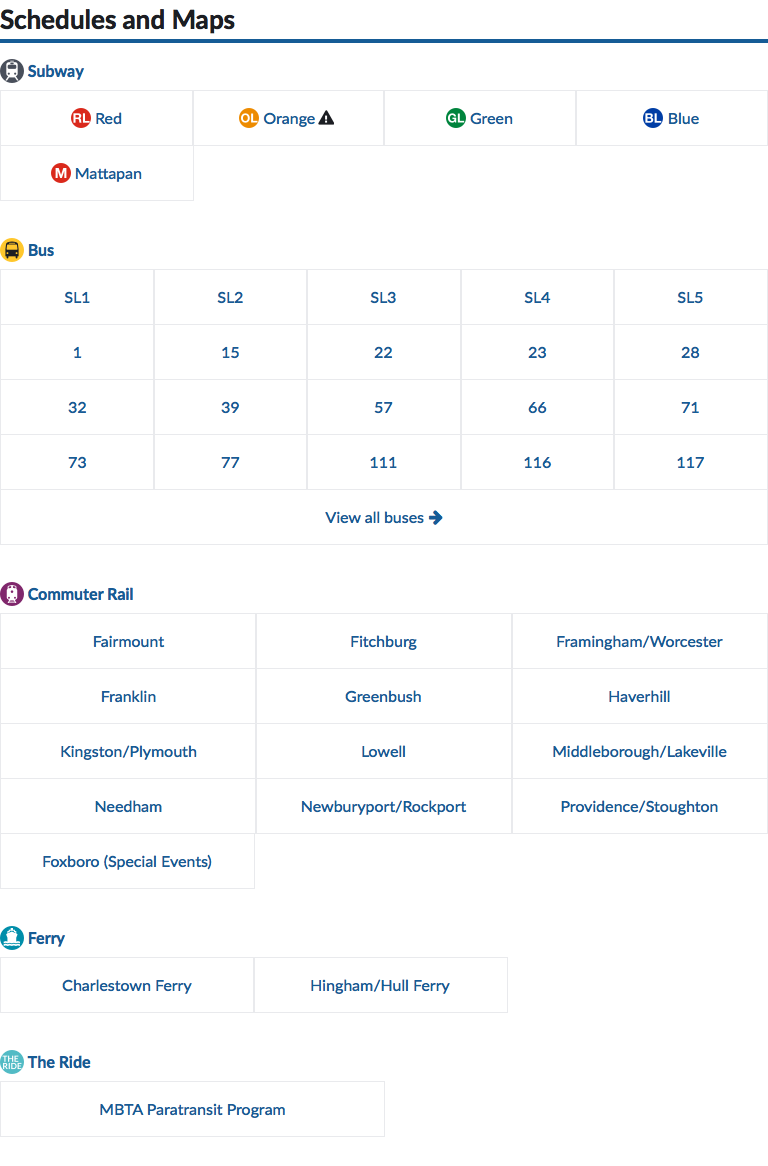 Schedules and Maps
Subway
RL Red OL Orange GL Green BL Blue
M Mattapan
Bus
SL1 SL2 SL3 SL4 SL5
1 15 22 23 28
32 39 57 66 71
73 77 111 116 117
View all buses
Commuter Rail
Fairmount Fitchburg Framingham/Worcester
Franklin Greenbush Haverhill
Kingston/Plymouth Lowell Middleborough/Lakeville
Needham Newburyport/Rockport Providence/Stoughton
Foxboro (Special Events)
Ferry
Charlestown Ferry Hingham/Hull Ferry
THE RIDE The Ride
MBTA Paratransit Program